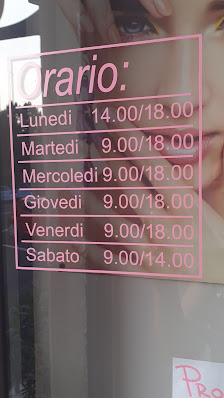 Orario:
Lunedi 14.00/18.00
Martedi 9.00/18.00
Mercoledi 9.00/18.00
Giovedi 9.00/18.00
Venerdi 9.00/18.00
Sabato 9.00/14.00